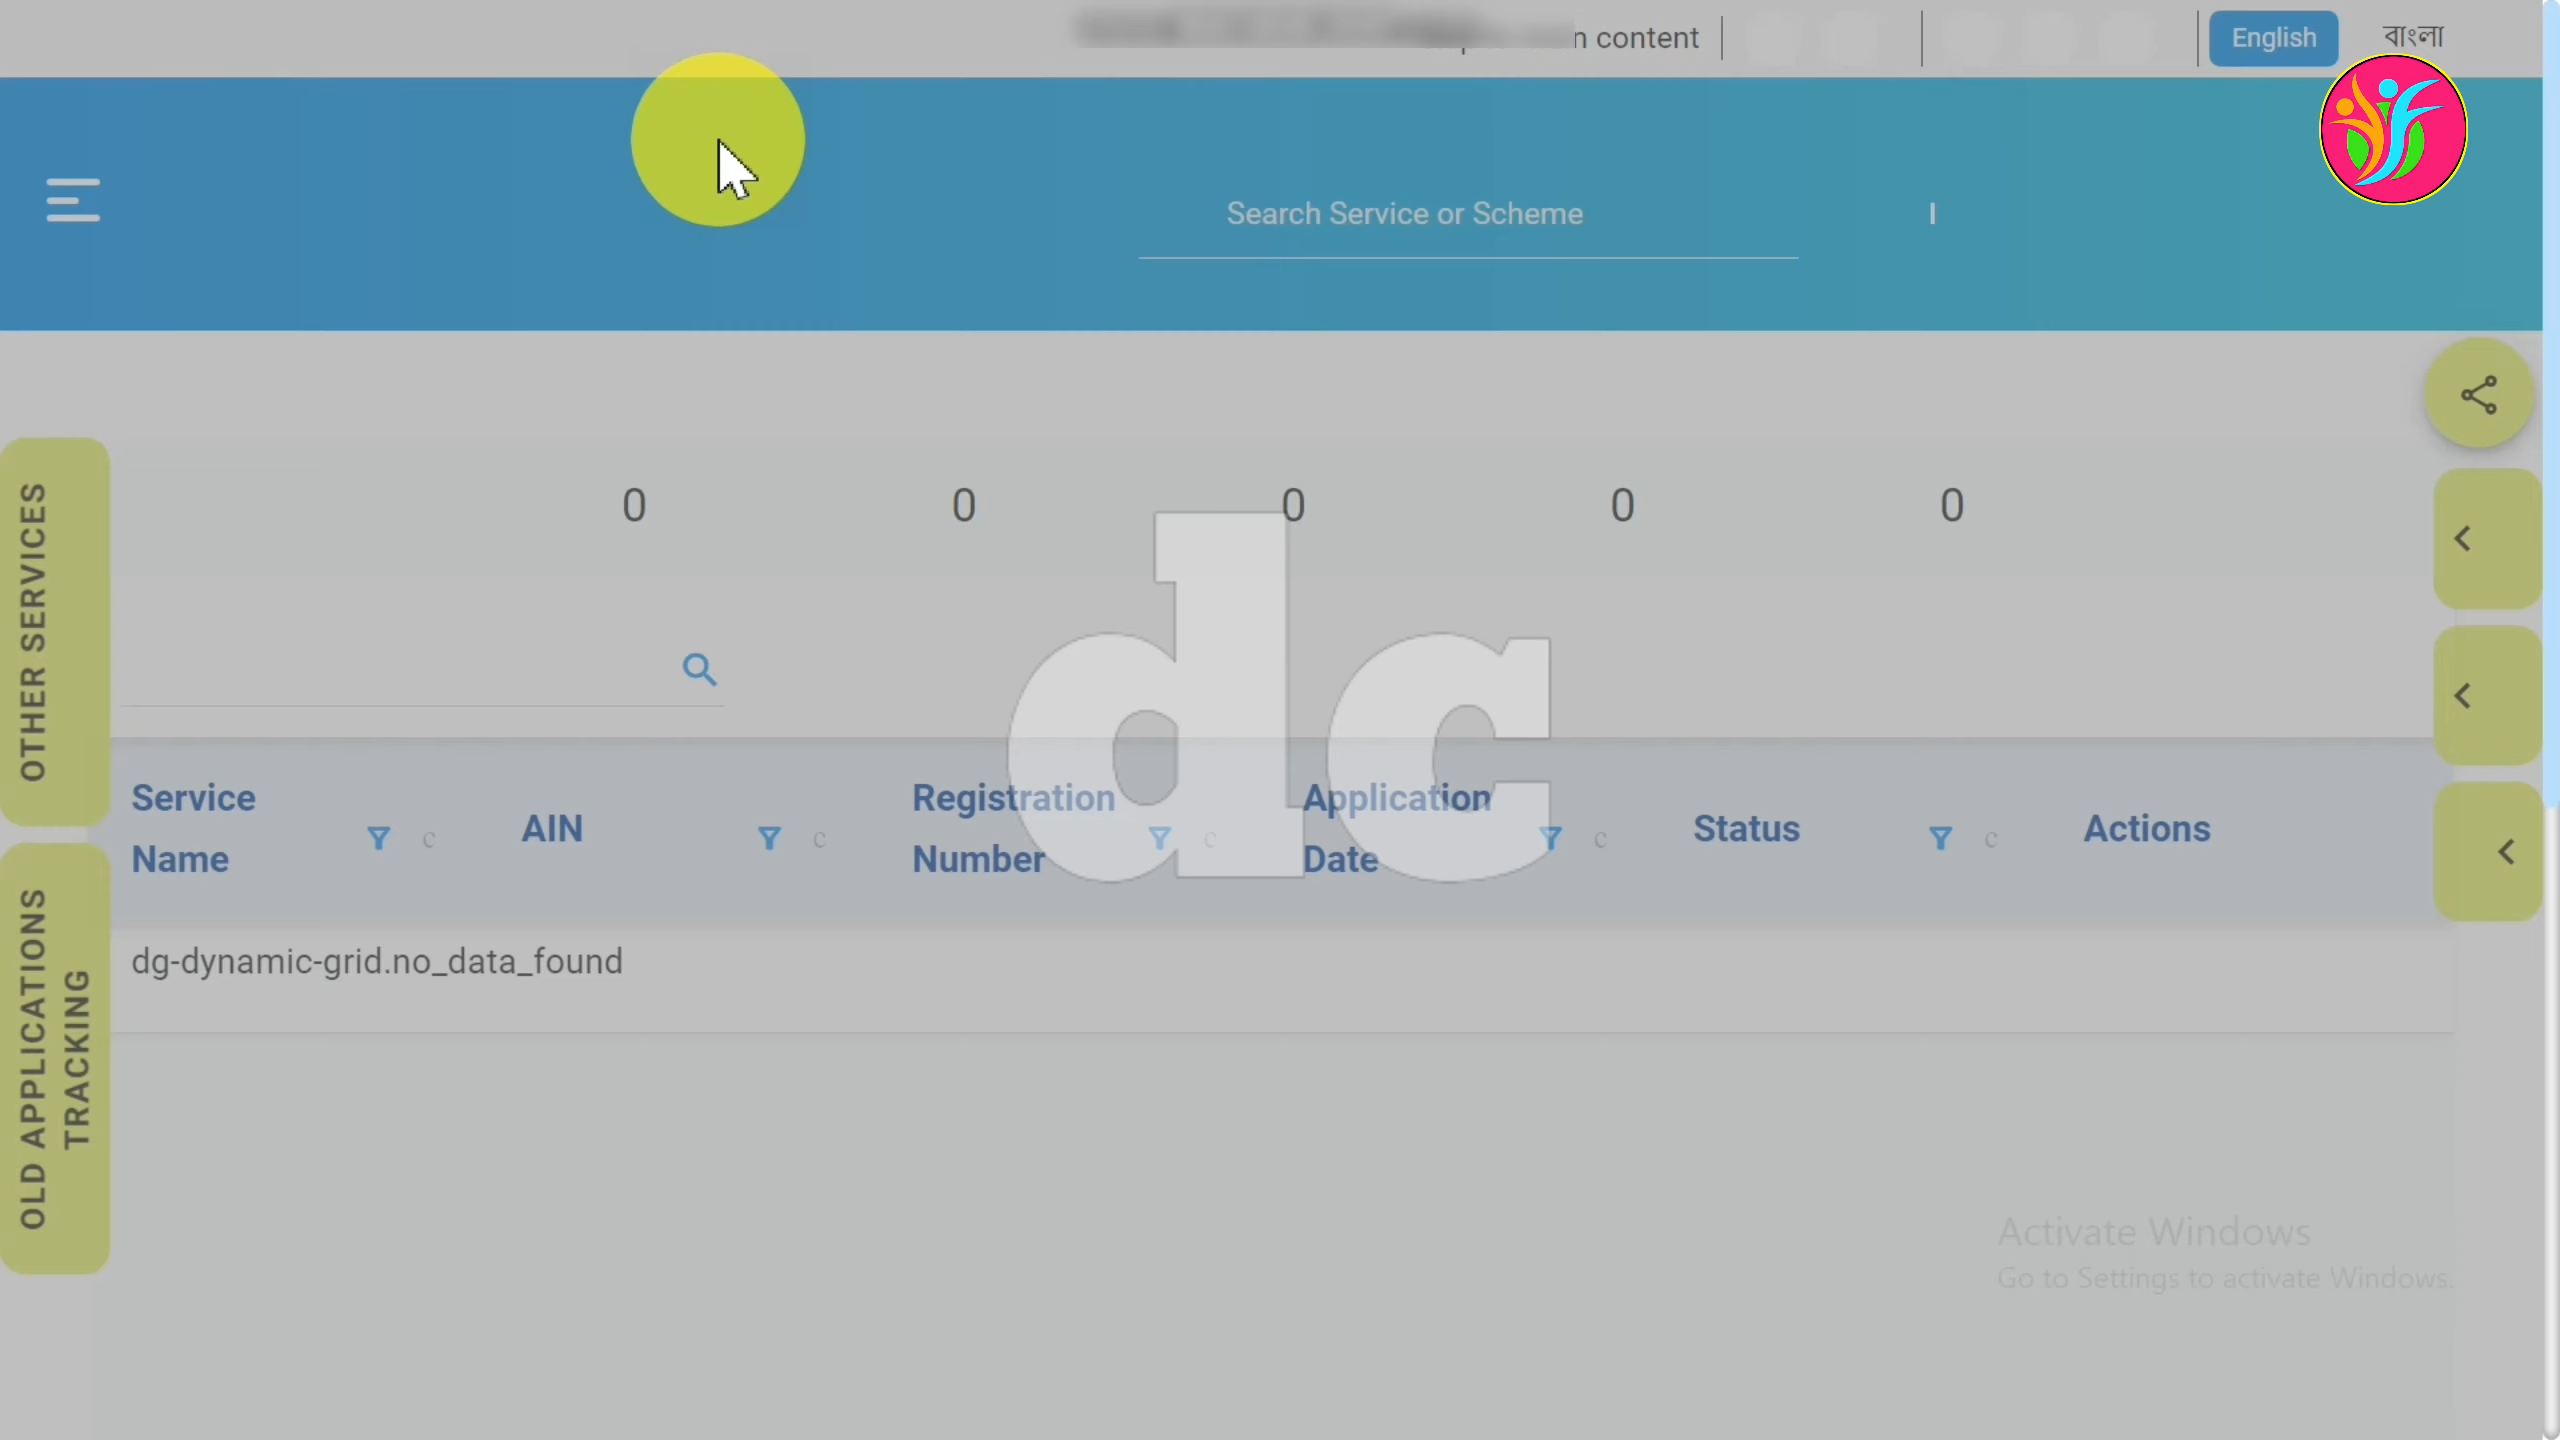 n content
English
বাংলা
Search Service or Scheme
0 0 0 0 0
OTHER SERVICES
OLD APPLICATIONS
TRACKING
Service
Name
AIN
Registration
Number
Application
Date
Status
Actions
dg-dynamic-grid.no_data_found
dc
Activate Windows
Go to Settings to activate Windows.